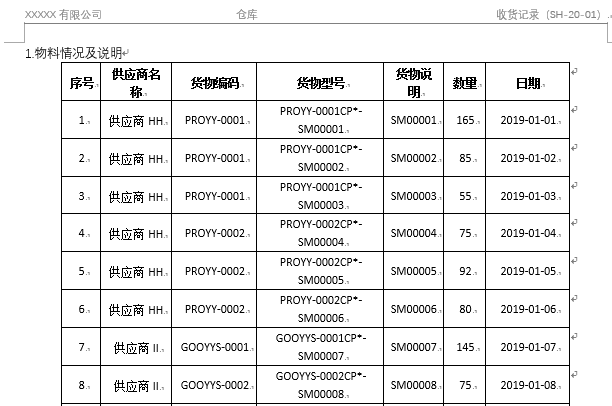 XXXXX 有限公司 仓库 收货记录（SH-20-01）
1.物料情况及说明
序号 供应商名称 货物编码 货物型号 货物说明 数量 日期
1. 供应商 HH PROYY-0001 PROYY-0001CP*-SM00001 SM00001 165 2019-01-01
2. 供应商 HH PROYY-0001 PROYY-0001CP*-SM00002 SM00002 85 2019-01-02
3. 供应商 HH PROYY-0001 PROYY-0001CP*-SM00003 SM00003 55 2019-01-03
4. 供应商 HH PROYY-0002 PROYY-0002CP*-SM00004 SM00004 75 2019-01-04
5. 供应商 HH PROYY-0002 PROYY-0002CP*-SM00005 SM00005 92 2019-01-05
6. 供应商 HH PROYY-0002 PROYY-0002CP*-SM00006 SM00006 80 2019-01-06
7. 供应商 II GOOYYS-0001 GOOYYS-0001CP*-SM00007 SM00007 145 2019-01-07
8. 供应商 II GOOYYS-0002 GOOYYS-0002CP*-SM00008 SM00008 75 2019-01-08